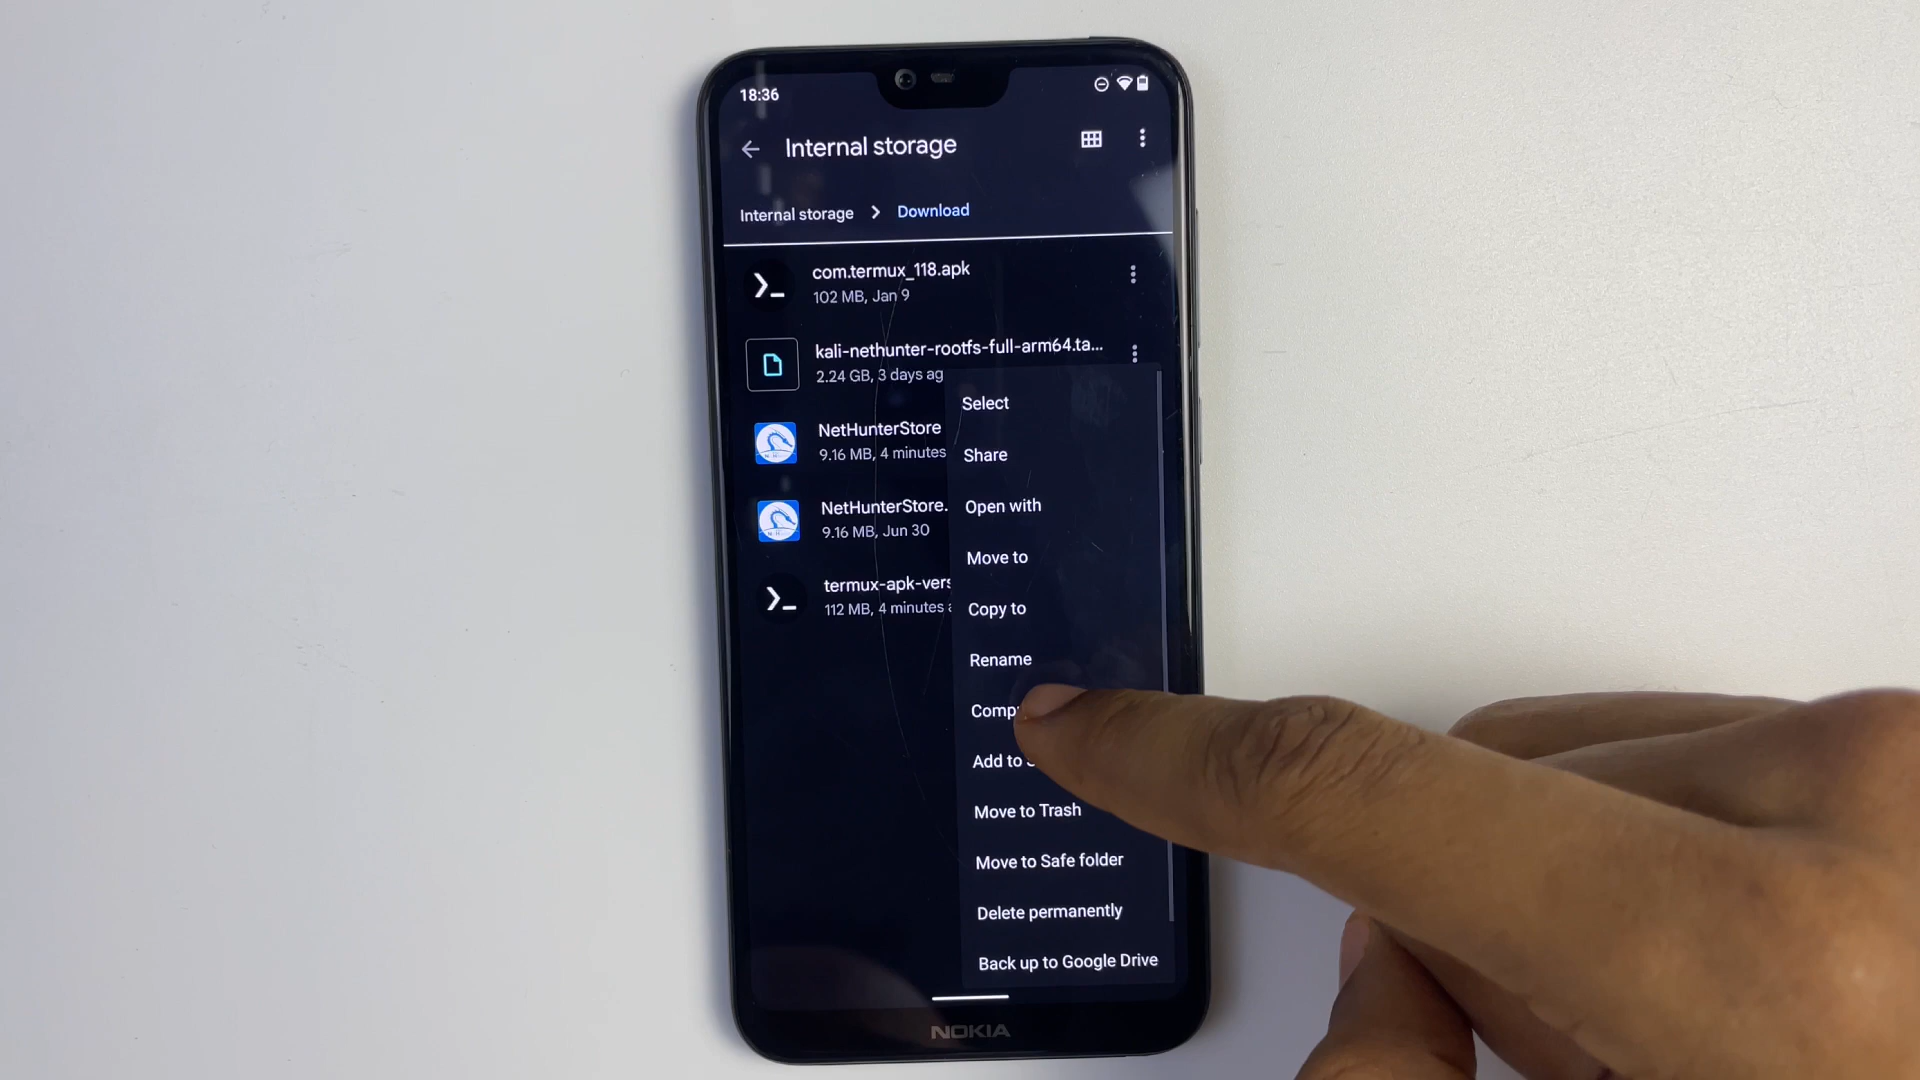 18:36
Internal storage
Internal storage > Download
com.termux_118.apk
102 MB, Jan 9
kali-nethunter-rootfs-full-arm64.ta...
2.24 GB, 3 days ag
Select
NetHunterStore
9.16 MB, 4 minutes
Share
NetHunterStore.
9.16 MB, Jun 30
Open with
Move to
termux-apk-vers
112 MB, 4 minutes
Copy to
Rename
Comp
Add to
Move to Trash
Move to Safe folder
Delete permanently
Back up to Google Drive
NOKIA